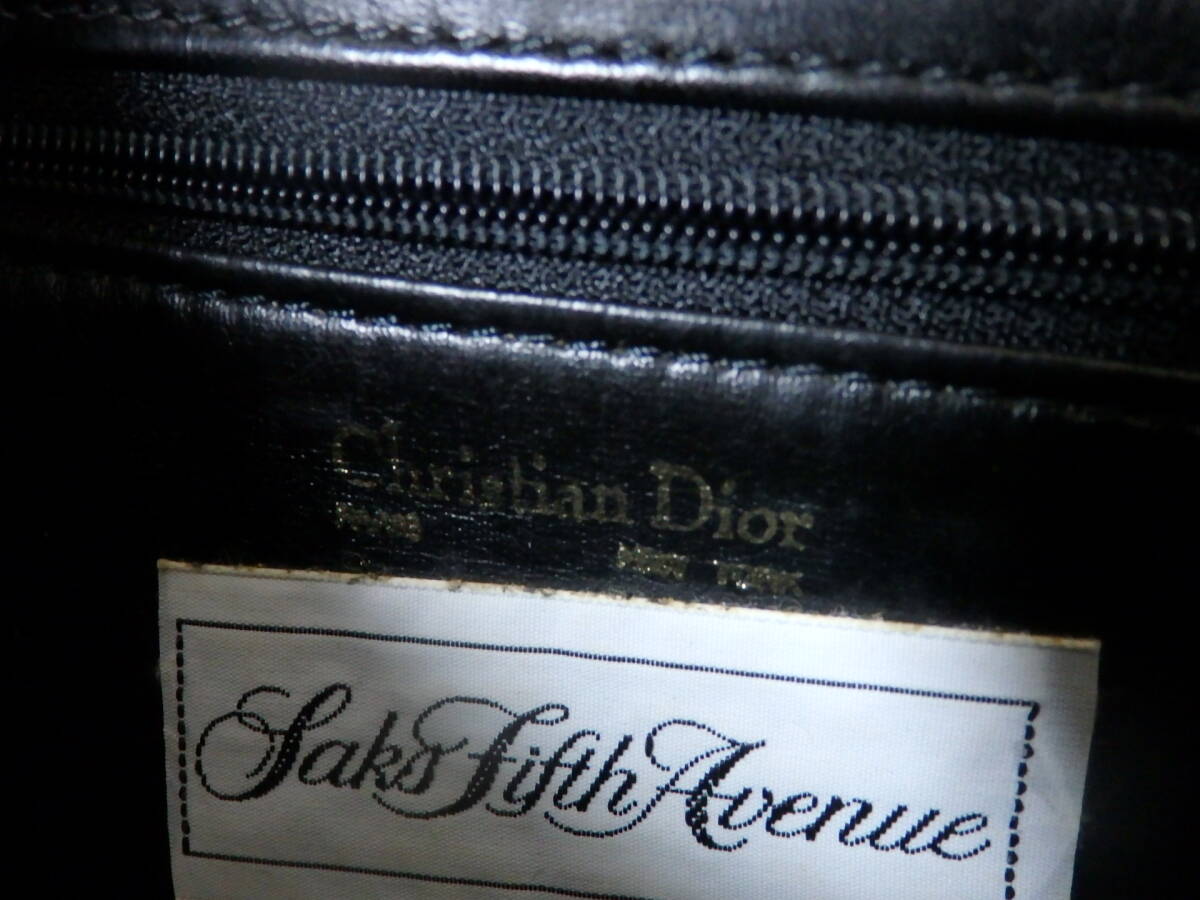 Christian Dior
NEW YORK
Saks Fifth Avenue